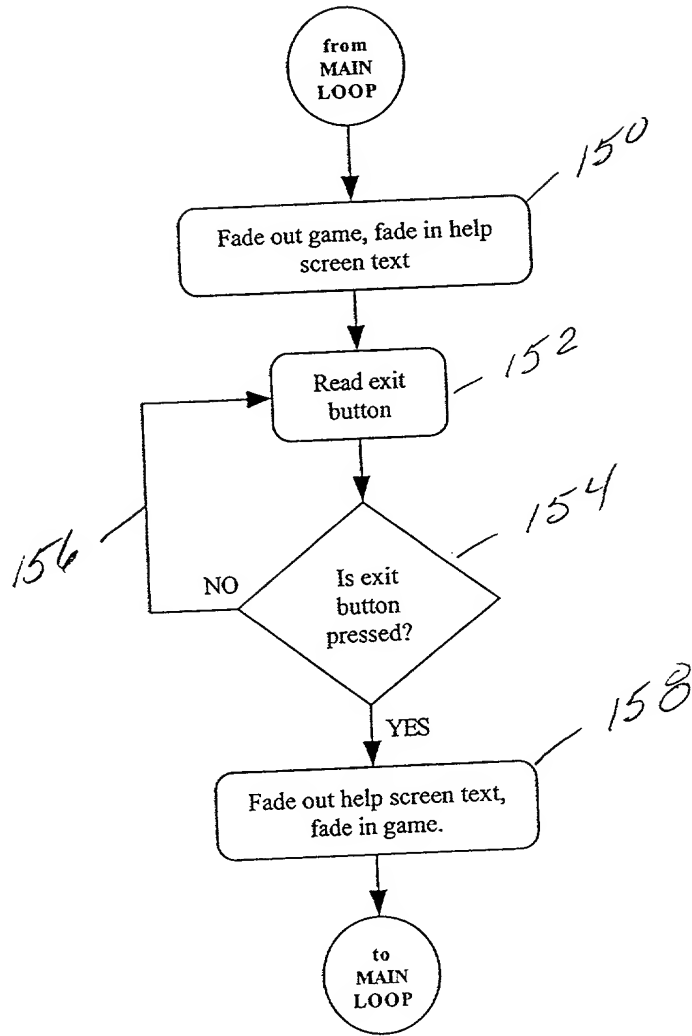 from
MAIN
LOOP
150
Fade out game, fade in help
screen text
152
Read exit
button
154
156
NO
Is exit
button
pressed?
YES
158
Fade out help screen text,
fade in game.
to
MAIN
LOOP